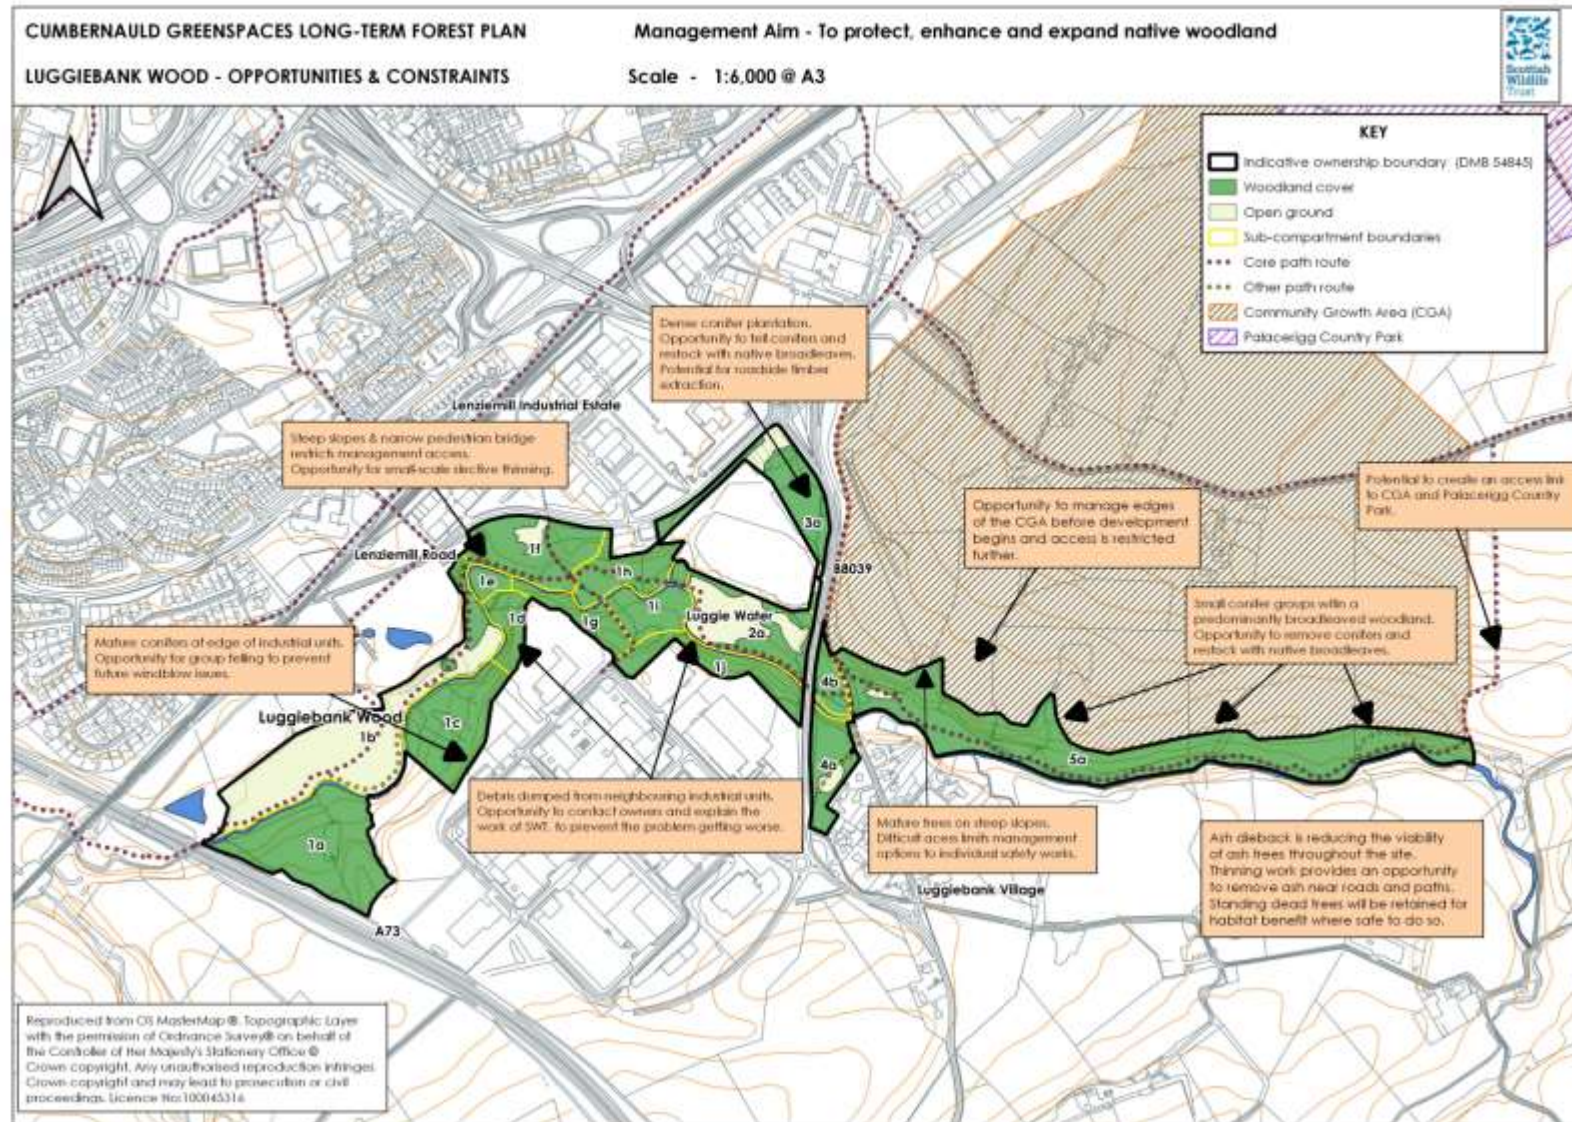 CUMBERNAULD GREENSPACES LONG-TERM FOREST PLAN
Management Aim - To protect, enhance and expand native woodland
LUGGIEBANK WOOD - OPPORTUNITIES & CONSTRAINTS
Scale - 1:6,000 @ A3
Scottish
Wildlife
Trust
KEY
Indicative ownership boundary (DMB 54845)
Woodland cover
Open ground
Sub-compartment boundaries
Core path route
Other path route
Community Growth Area (CGA)
Palacerigg Country Park
Dense conifer plantation.
Opportunity to fell conifers and
restock with native broadleaves.
Potential for roadside timber
extraction.
Lenziemill Industrial Estate
Steep slopes & narrow pedestrian bridge
restrich management access.
Opportunity for small-scale slective thinning.
Potential to create an access link
to CGA and Palacerigg Country
Park.
Opportunity to manage edges
of the CGA before development
begins and access is restricted
further.
3a
Lenziemill Road
1f
1h
B8039
1e
1i
Small conifer groups witin a
predominantly broadleaved woodland.
Opportunity to remove conifers and
restock with native broadleaves.
1d
1g
Luggie Water
2a
Mature conifers at edge of industrial units.
Opportunity for group felling to prevent
future windblow issues.
1j
4b
Luggiebank Wood
1c
1b
5a
4a
Debris dumped from neighbouring industrial units.
Opportunity to contact owners and explain the
work of SWT, to prevent the problem getting worse.
Mature trees on steep slopes.
Difficult acess limits management
options to individual safety works.
1a
Ash dieback is reducing the viability
of ash trees throughout the site.
Thinning work provides an opportunity
to remove ash near roads and paths.
Standing dead trees will be retained for
habitat benefit where safe to do so.
Luggiebank Village
A73
Reproduced from OS MasterMap ®. Topographic Layer
with the permission of Ordnance Survey® on behalf of
the Controller of Her Majesty's Stationery Office ©
Crown copyright. Any unauthorised reproduction infringes
Crown copyright and may lead to prosecution or civil
proceedings. Licence No:100045316